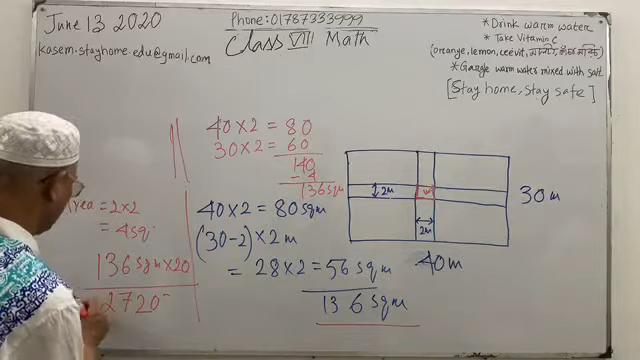 June 13 2020
kasem.stayhome.edu@gmail.com
Phone: 01787333999
Class VIII Math
* Drink warm water
* Take Vitamin C
(orange, lemon, ceevit,
* Gargle warm water mixed with salt
[Stay home, stay safe]
40 × 2 = 80
30 × 2 = 60
140
- 4
136 sqm
40 × 2 = 80 sqm
(30 - 2) × 2 m
= 28 × 2 = 56 sqm
136 sqm
2m
2m
30 m
40 m
= 2 × 2
= 4 sq.
136 sqm × 20
2720